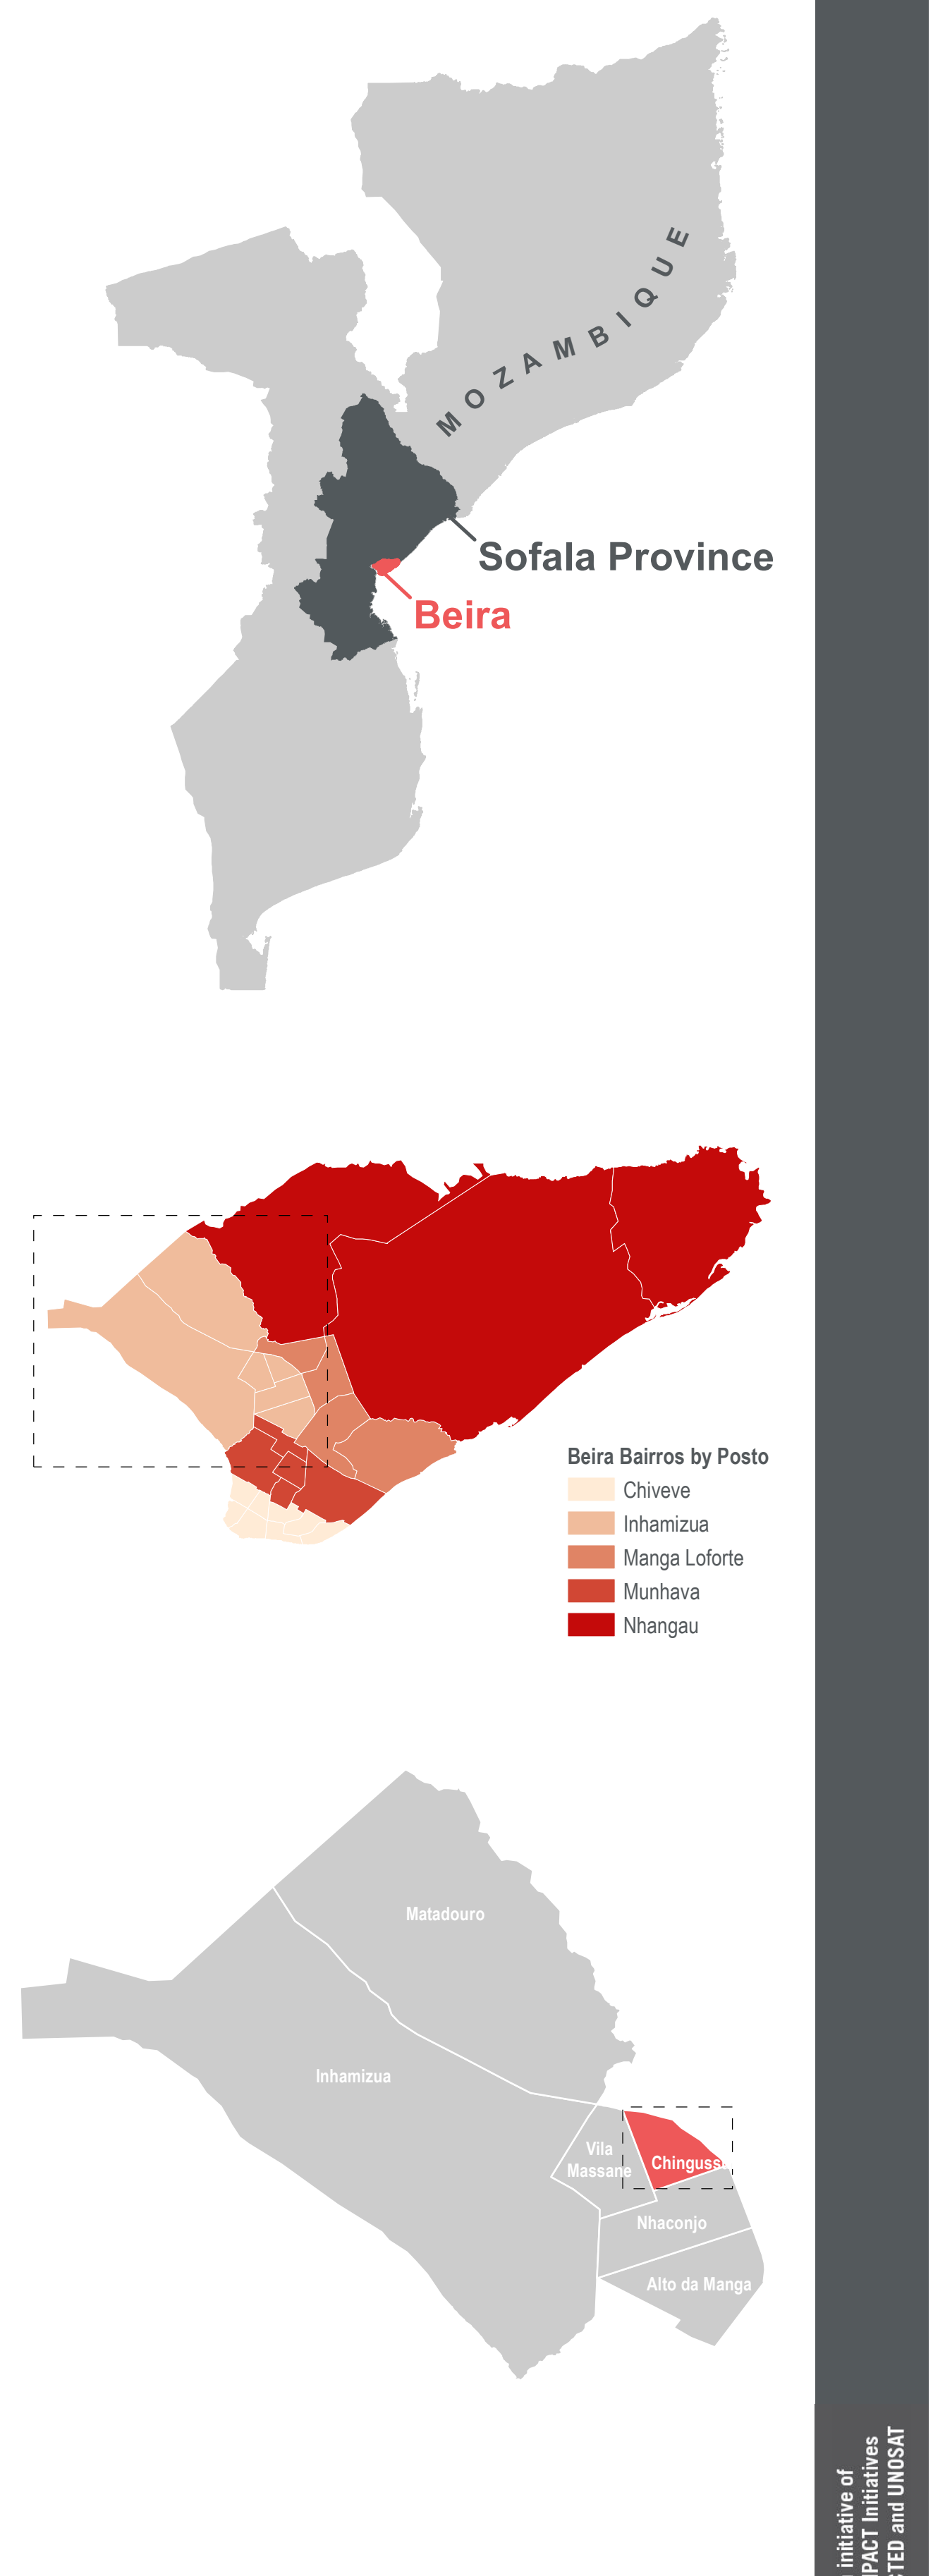 MOZAMBIQUE
Sofala Province
Beira
Beira Bairros by Posto
Chiveve
Inhamizua
Manga Loforte
Munhava
Nhangau
Matadouro
Inhamizua
Vila
Massane
Chinguss
Nhaconjo
Alto da Manga
initiative of
PACT Initiatives
TED and UNOSAT